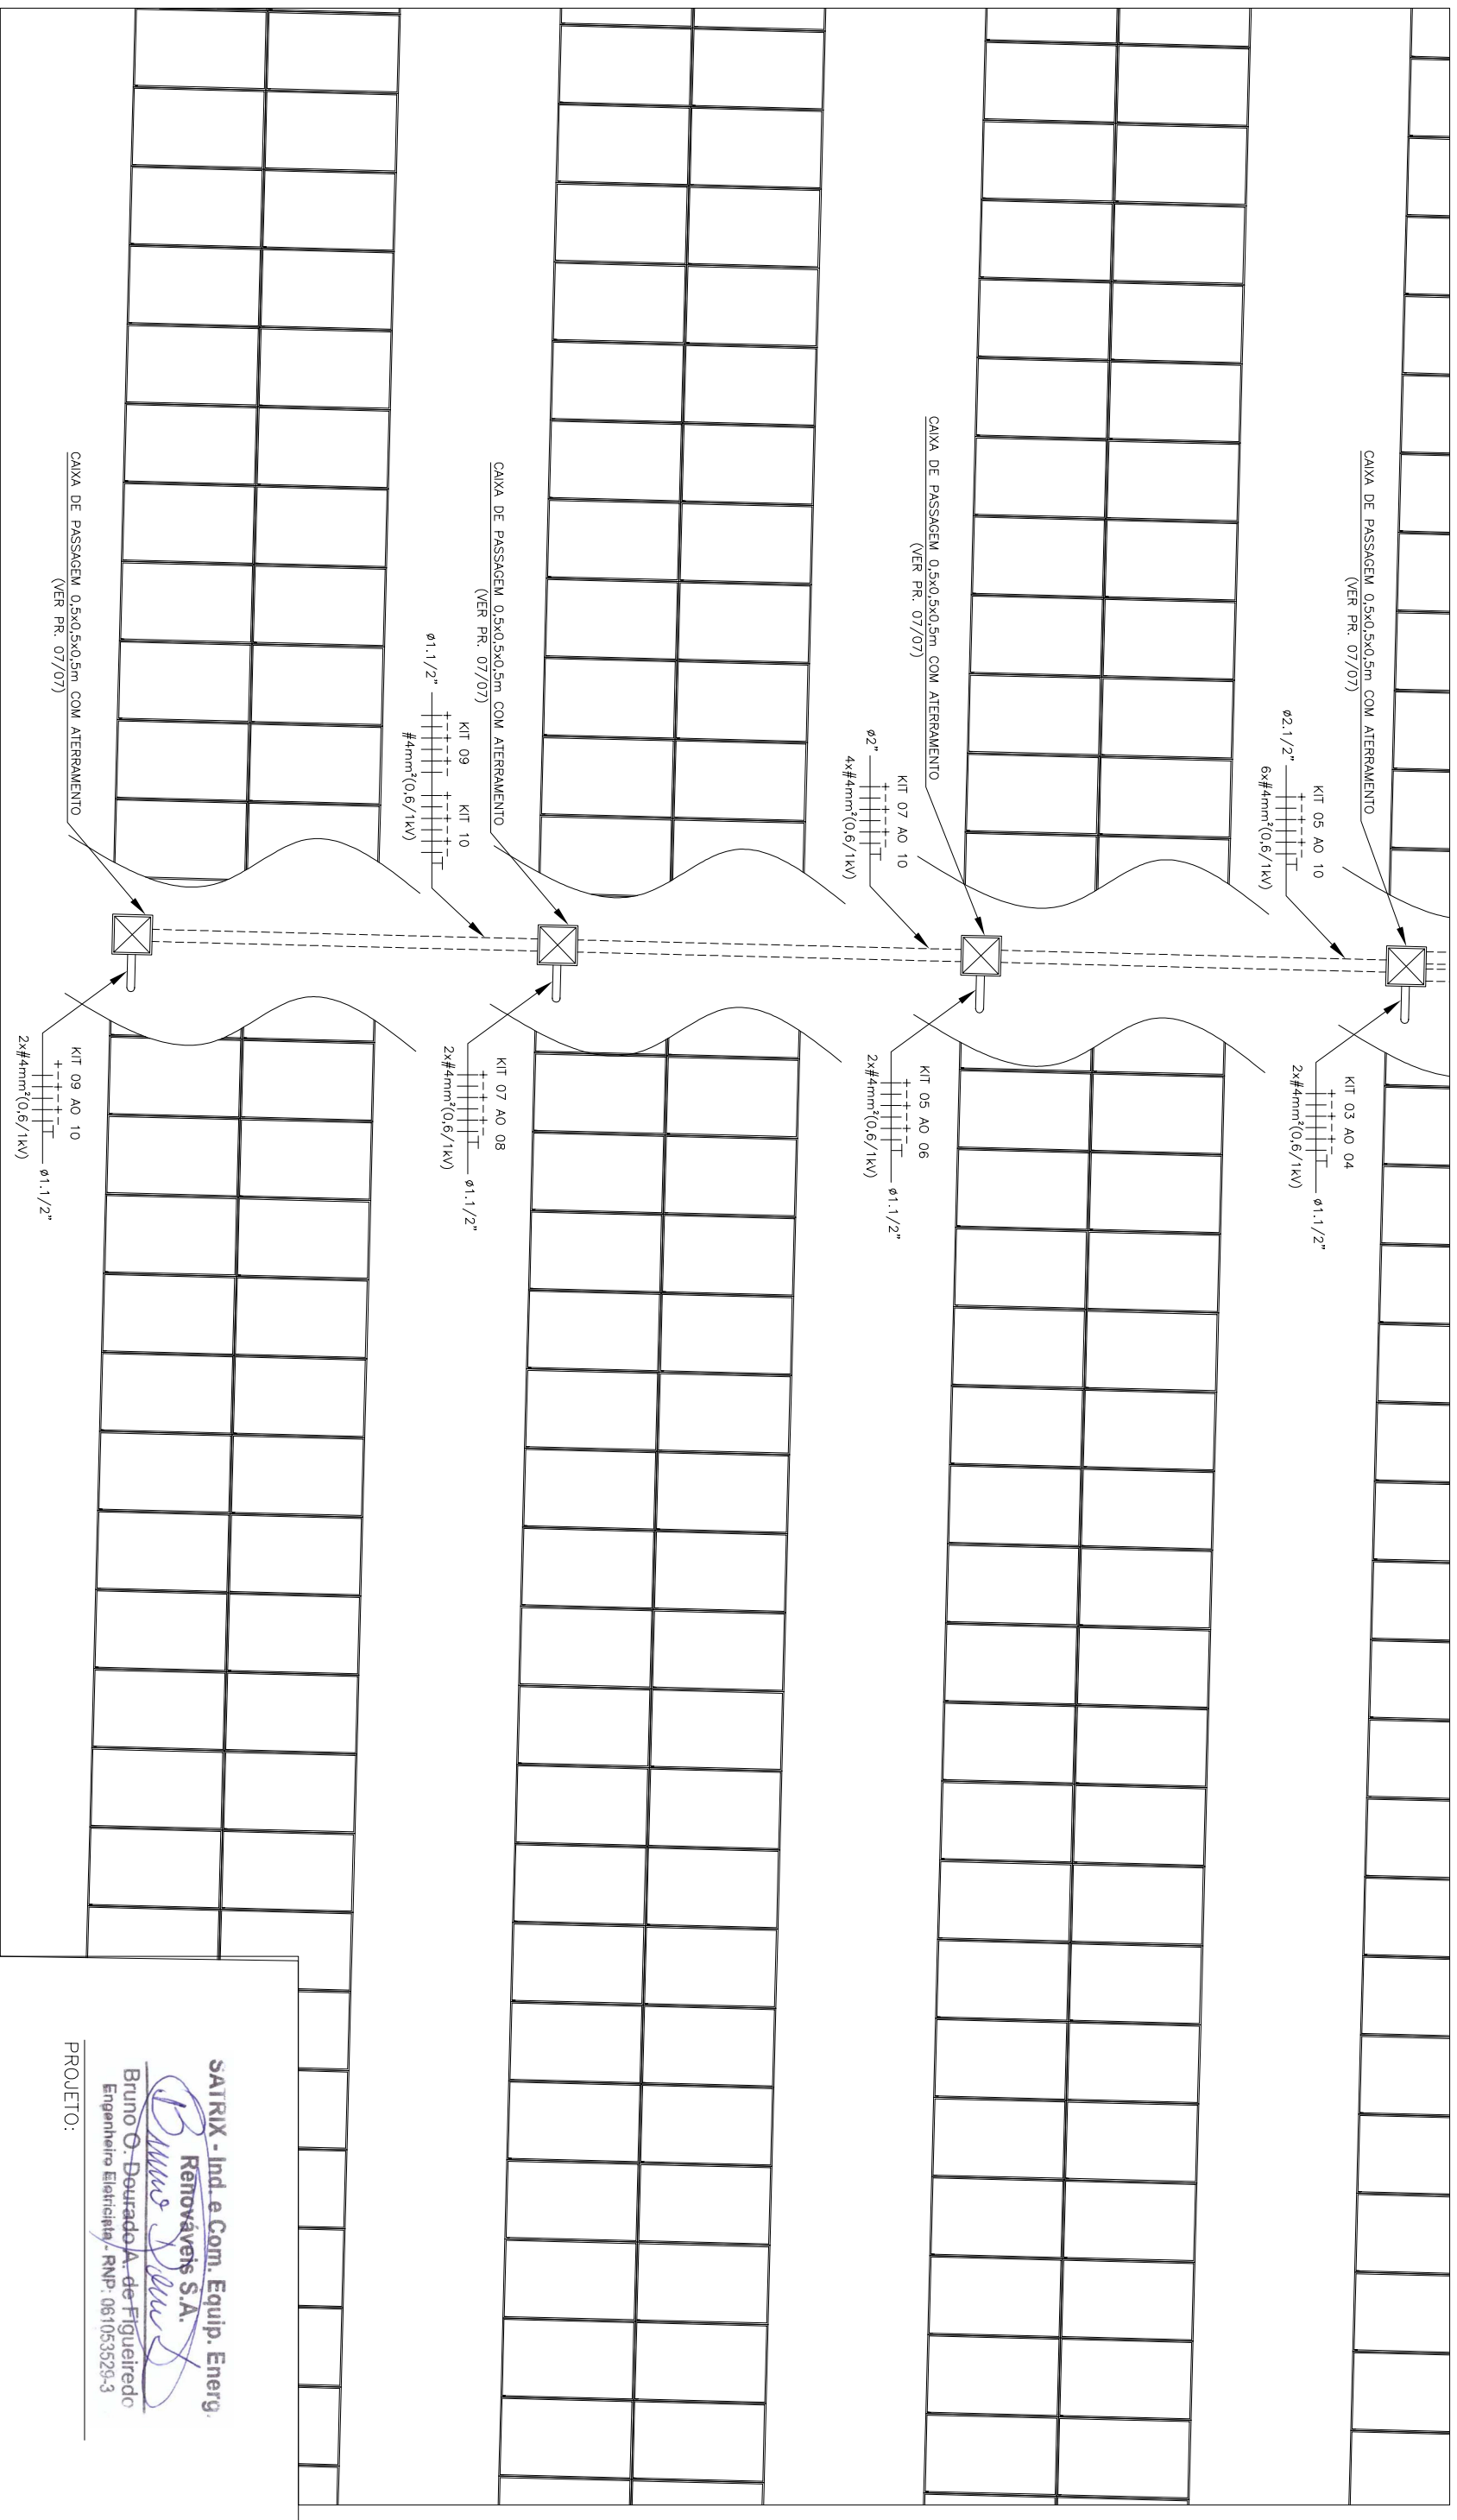 CAIXA DE PASSAGEM 0,5x0,5x0,5m COM ATERRAMENTO
(VER PR. 07/07)
KIT 05 AO 10
+-+-+-
T
ø2.1/2"
6x#4mm²(0,6/1kV)
KIT 03 AO 04
+-+-+-
T
ø1.1/2"
2x#4mm²(0,6/1kV)
CAIXA DE PASSAGEM 0,5x0,5x0,5m COM ATERRAMENTO
(VER PR. 07/07)
KIT 07 AO 10
+-+-+-
T
ø2"
4x#4mm²(0,6/1kV)
KIT 05 AO 06
+-+-+-
T
ø1.1/2"
2x#4mm²(0,6/1kV)
CAIXA DE PASSAGEM 0,5x0,5x0,5m COM ATERRAMENTO
(VER PR. 07/07)
KIT 09 KIT 10
+-+-+- +-+-+-
T
ø1.1/2"
#4mm²(0,6/1kV)
KIT 07 AO 08
+-+-+-
T
ø1.1/2"
2x#4mm²(0,6/1kV)
CAIXA DE PASSAGEM 0,5x0,5x0,5m COM ATERRAMENTO
(VER PR. 07/07)
KIT 09 AO 10
+-+-+-
T
ø1.1/2"
2x#4mm²(0,6/1kV)
SATRIX - Ind. e Com. Equip. Energ.
Renováveis S.A.
Bruno O. Dourado A. de Figueiredo
Engenheiro Eletricista - RNP: 061053529-3
PROJETO: